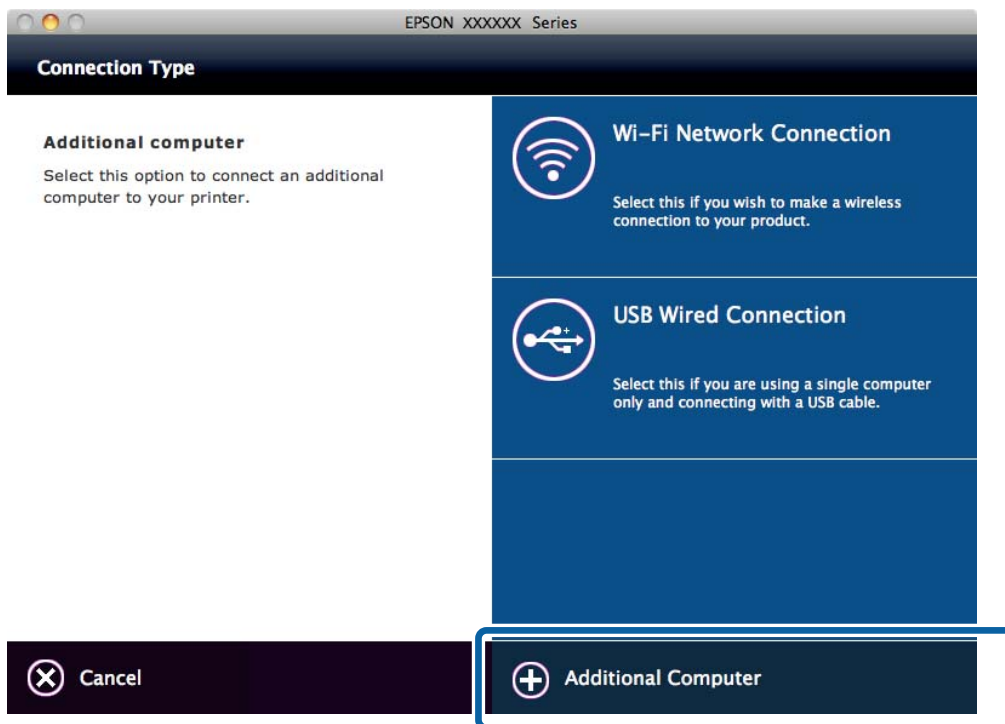 EPSON XXXXXX Series
Connection Type
Additional computer
Select this option to connect an additional
computer to your printer.
Wi-Fi Network Connection
Select this if you wish to make a wireless
connection to your product.
USB Wired Connection
Select this if you are using a single computer
only and connecting with a USB cable.
Cancel
Additional Computer